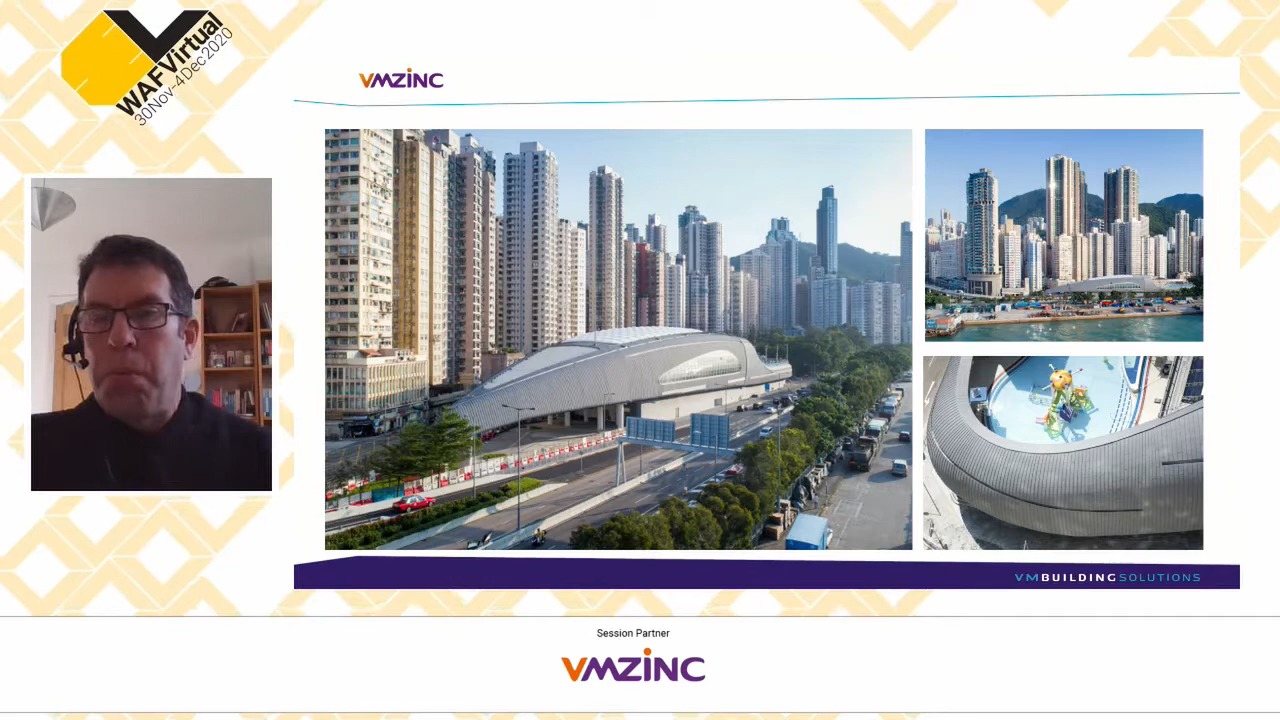 WAFVirtual
30Nov-4Dec2020
VMZINC
VMBUILDINGSOLUTIONS
Session Partner
VMZINC